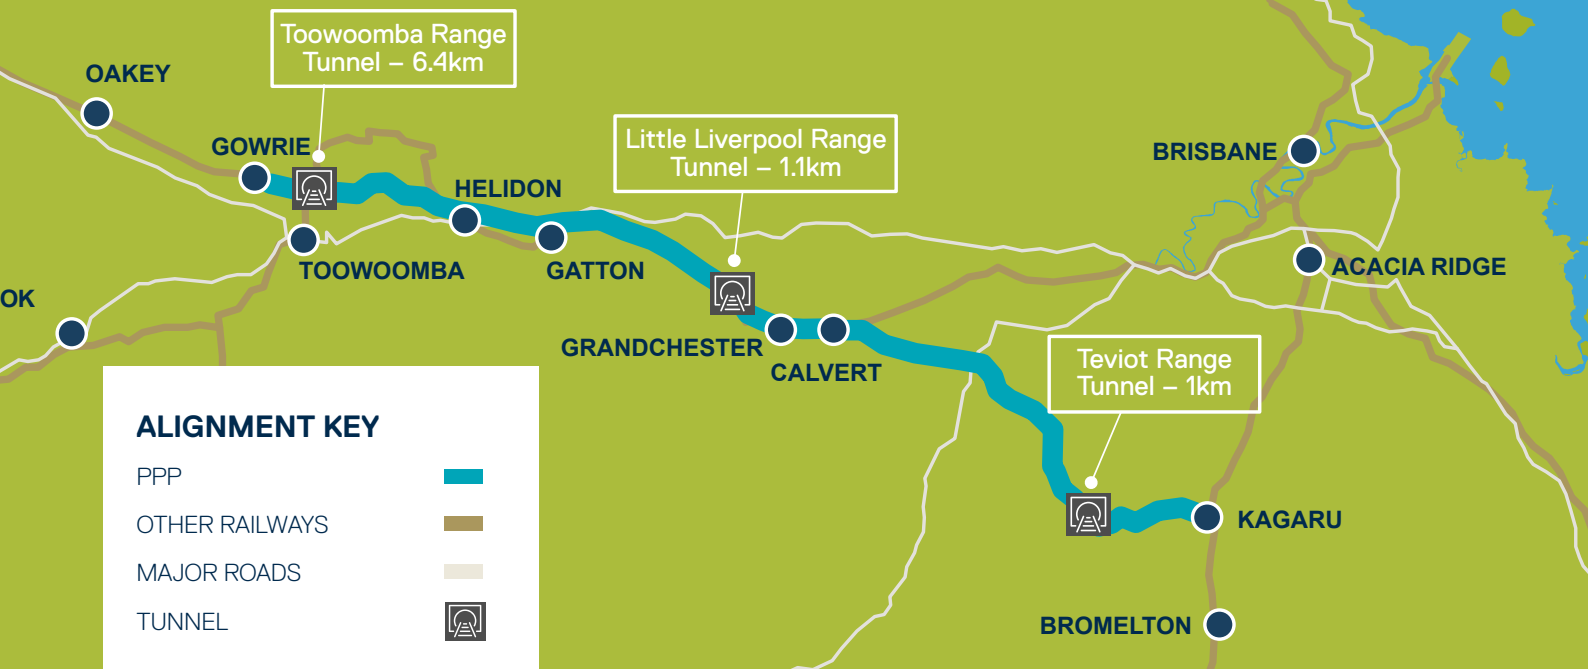 Toowoomba Range
Tunnel – 6.4km
OAKEY
GOWRIE
Little Liverpool Range
Tunnel – 1.1km
BRISBANE
HELIDON
TOOWOOMBA
GATTON
ACACIA RIDGE
OK
GRANDCHESTER
CALVERT
Teviot Range
Tunnel – 1km
KAGARU
BROMELTON
ALIGNMENT KEY
PPP
OTHER RAILWAYS
MAJOR ROADS
TUNNEL